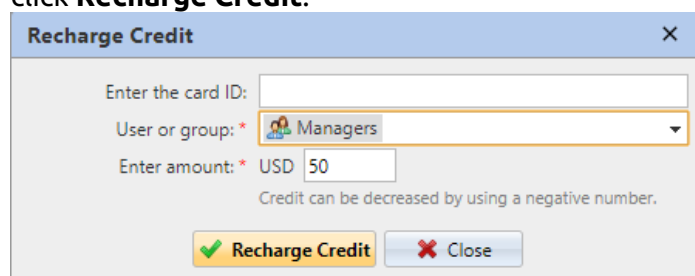 click Recharge Credit.
Recharge Credit
Enter the card ID:
User or group: * Managers
Enter amount: * USD 50
Credit can be decreased by using a negative number.
Recharge Credit Close